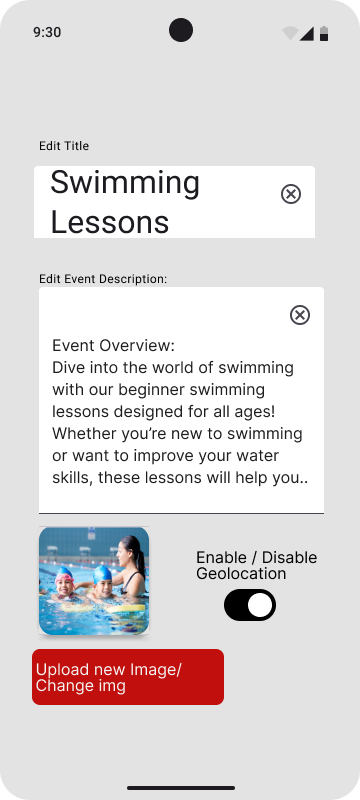 9:30
Edit Title
Swimming
Lessons
Edit Event Description:
Event Overview:
Dive into the world of swimming
with our beginner swimming
lessons designed for all ages!
Whether you’re new to swimming
or want to improve your water
skills, these lessons will help you..
Enable / Disable
Geolocation
Upload new Image/
Change img